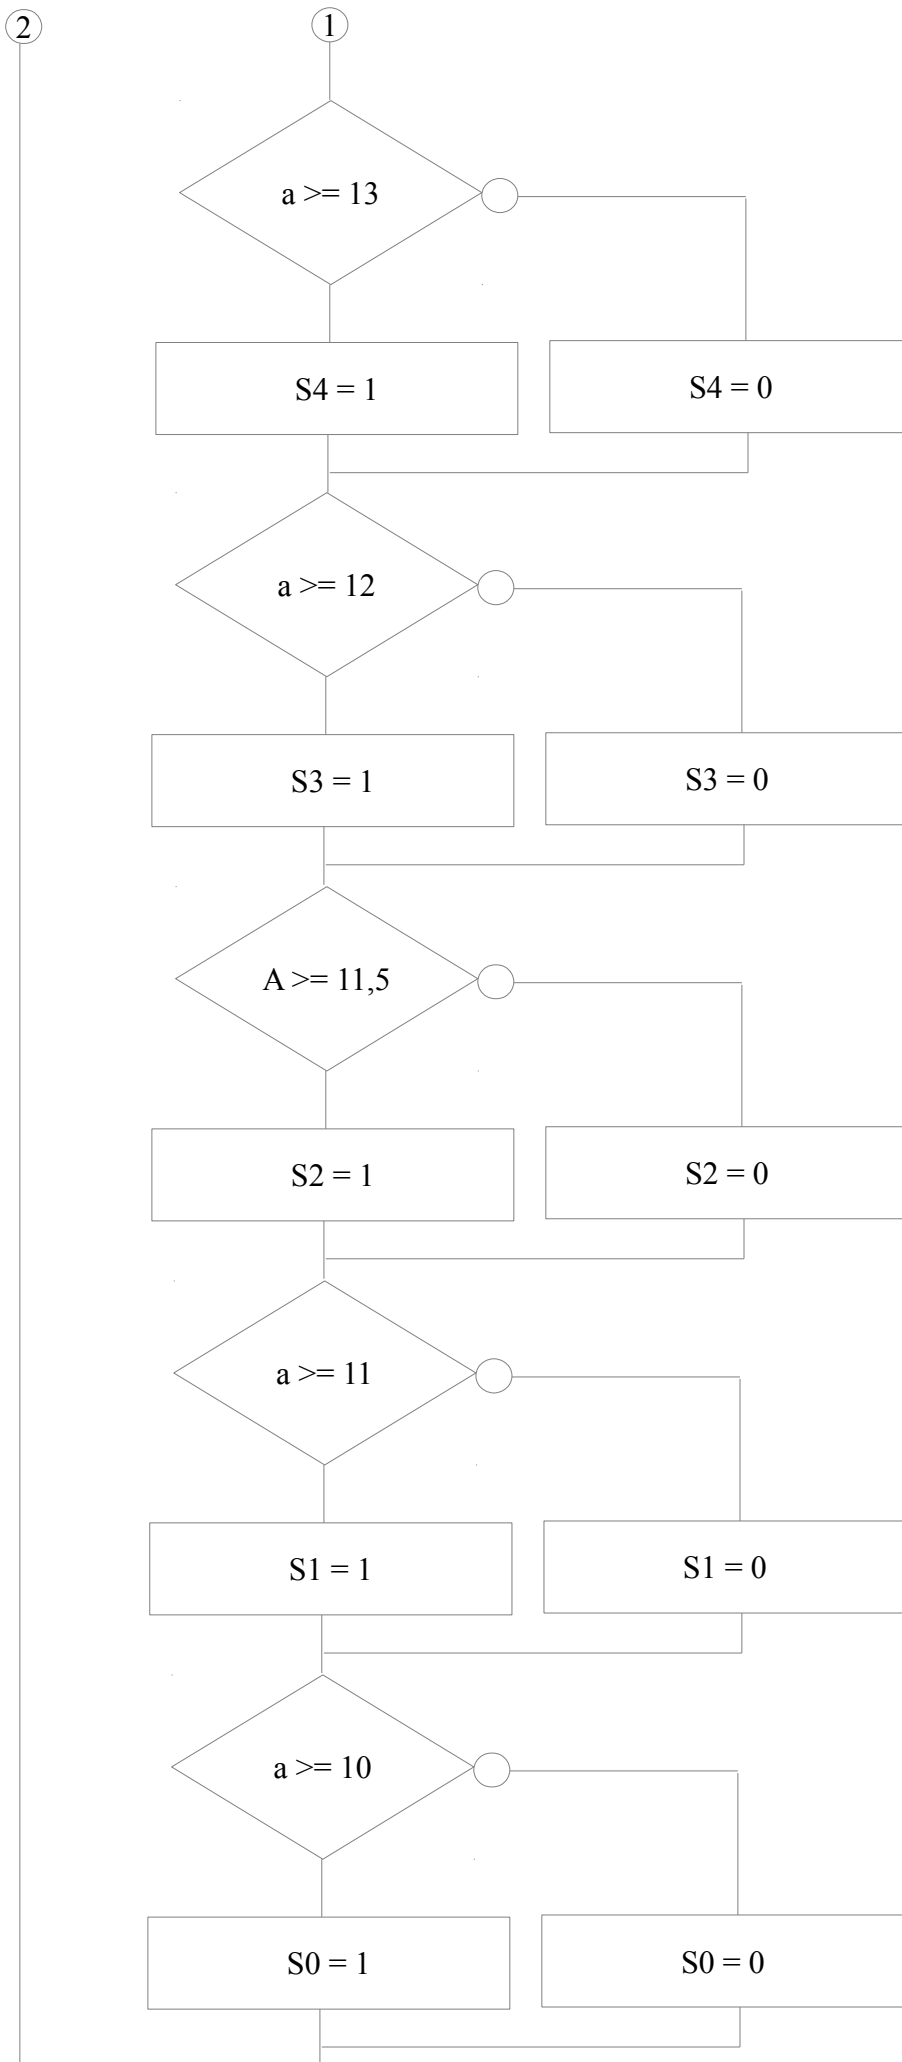 2
1
a >= 13
S4 = 1
S4 = 0
a >= 12
S3 = 1
S3 = 0
A >= 11,5
S2 = 1
S2 = 0
a >= 11
S1 = 1
S1 = 0
a >= 10
S0 = 1
S0 = 0